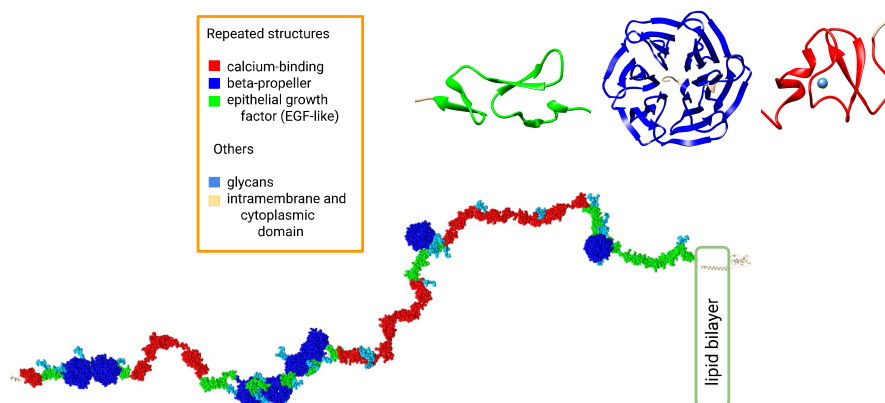 Repeated structures
calcium-binding
beta-propeller
epithelial growth
factor (EGF-like)
Others
glycans
intramembrane and
cytoplasmic
domain
lipid bilayer